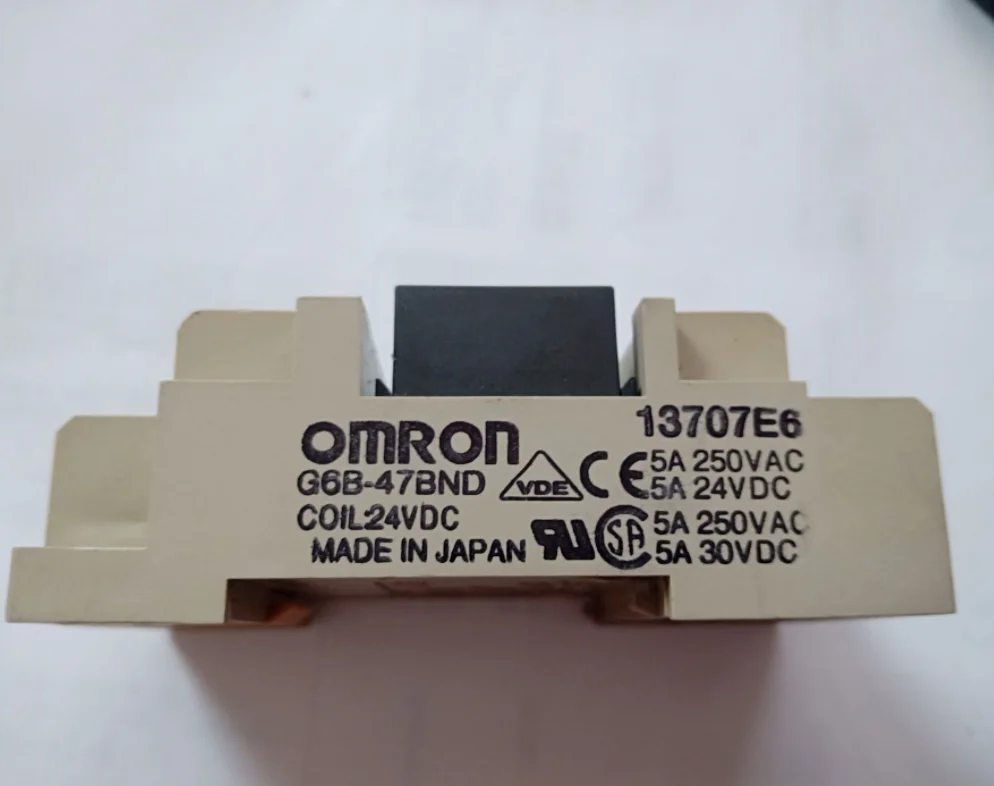 OMRON
13707E6
G6B-47BND
VDE
CE
5A 250VAC
5A 24VDC
COIL24VDC
MADE IN JAPAN
RU
SA
5A 250VAC
5A 30VDC